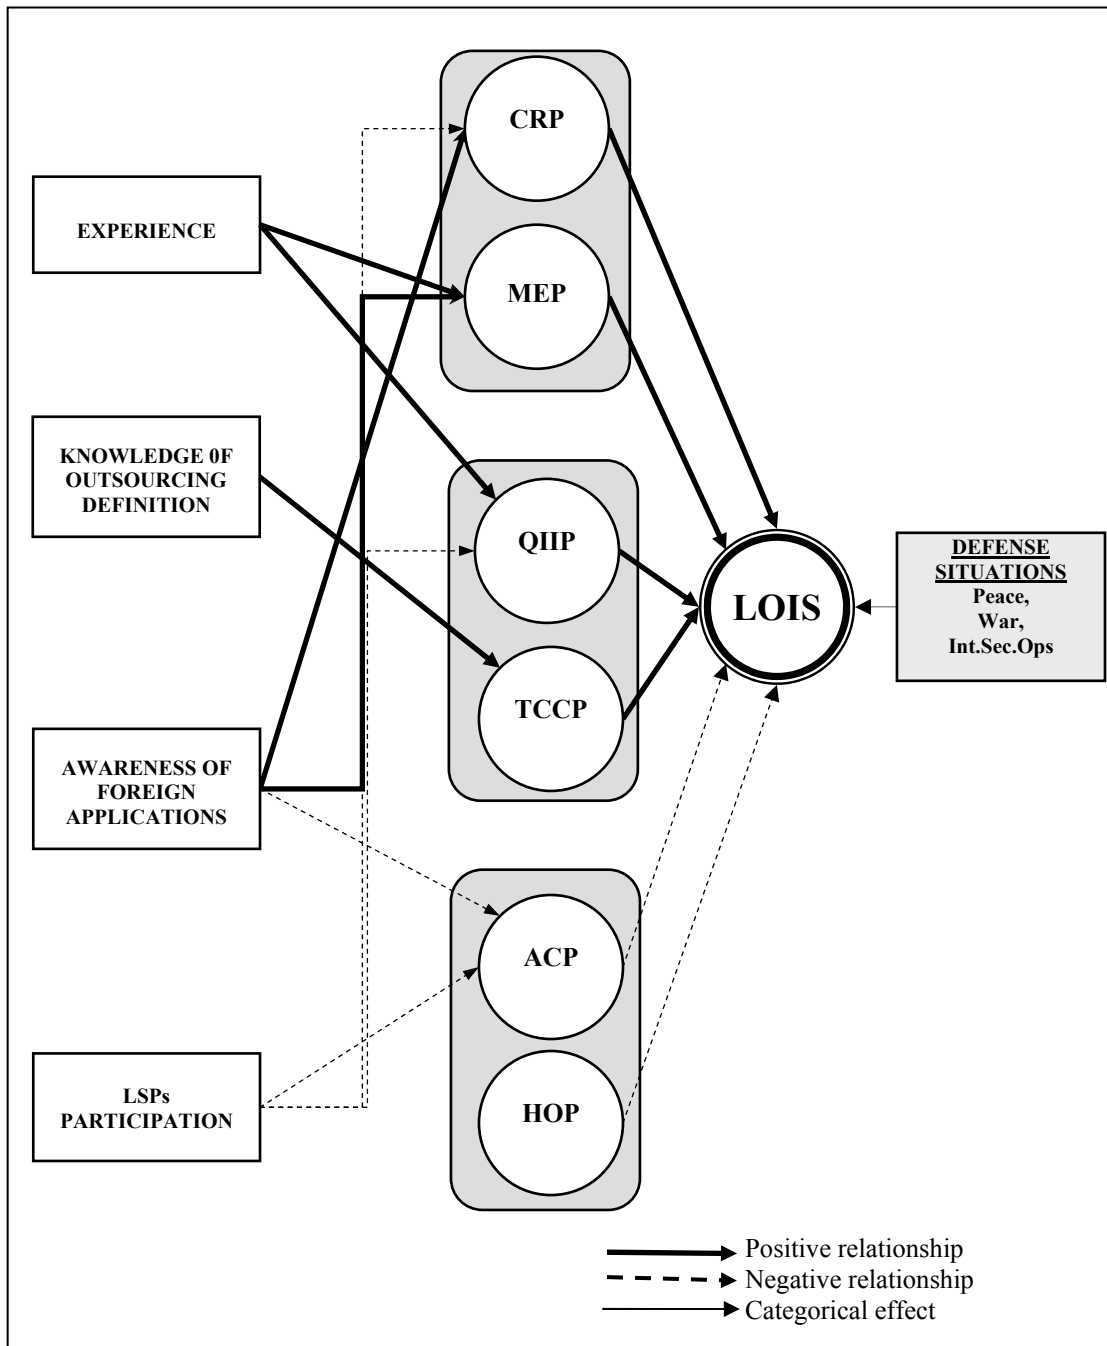 CRP
EXPERIENCE
MEP
KNOWLEDGE 0F
OUTSOURCING
DEFINITION
QIIP
TCCP
LOIS
DEFENSE
SITUATIONS
Peace,
War,
Int.Sec.Ops
AWARENESS OF
FOREIGN
APPLICATIONS
ACP
LSPs
PARTICIPATION
HOP
Positive relationship
Negative relationship
Categorical effect